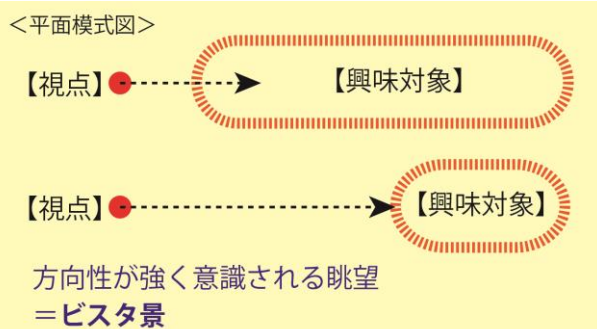 ＜平面模式図＞
【視点】
【興味対象】
【視点】
【興味対象】
方向性が強く意識される眺望
＝ビスタ景